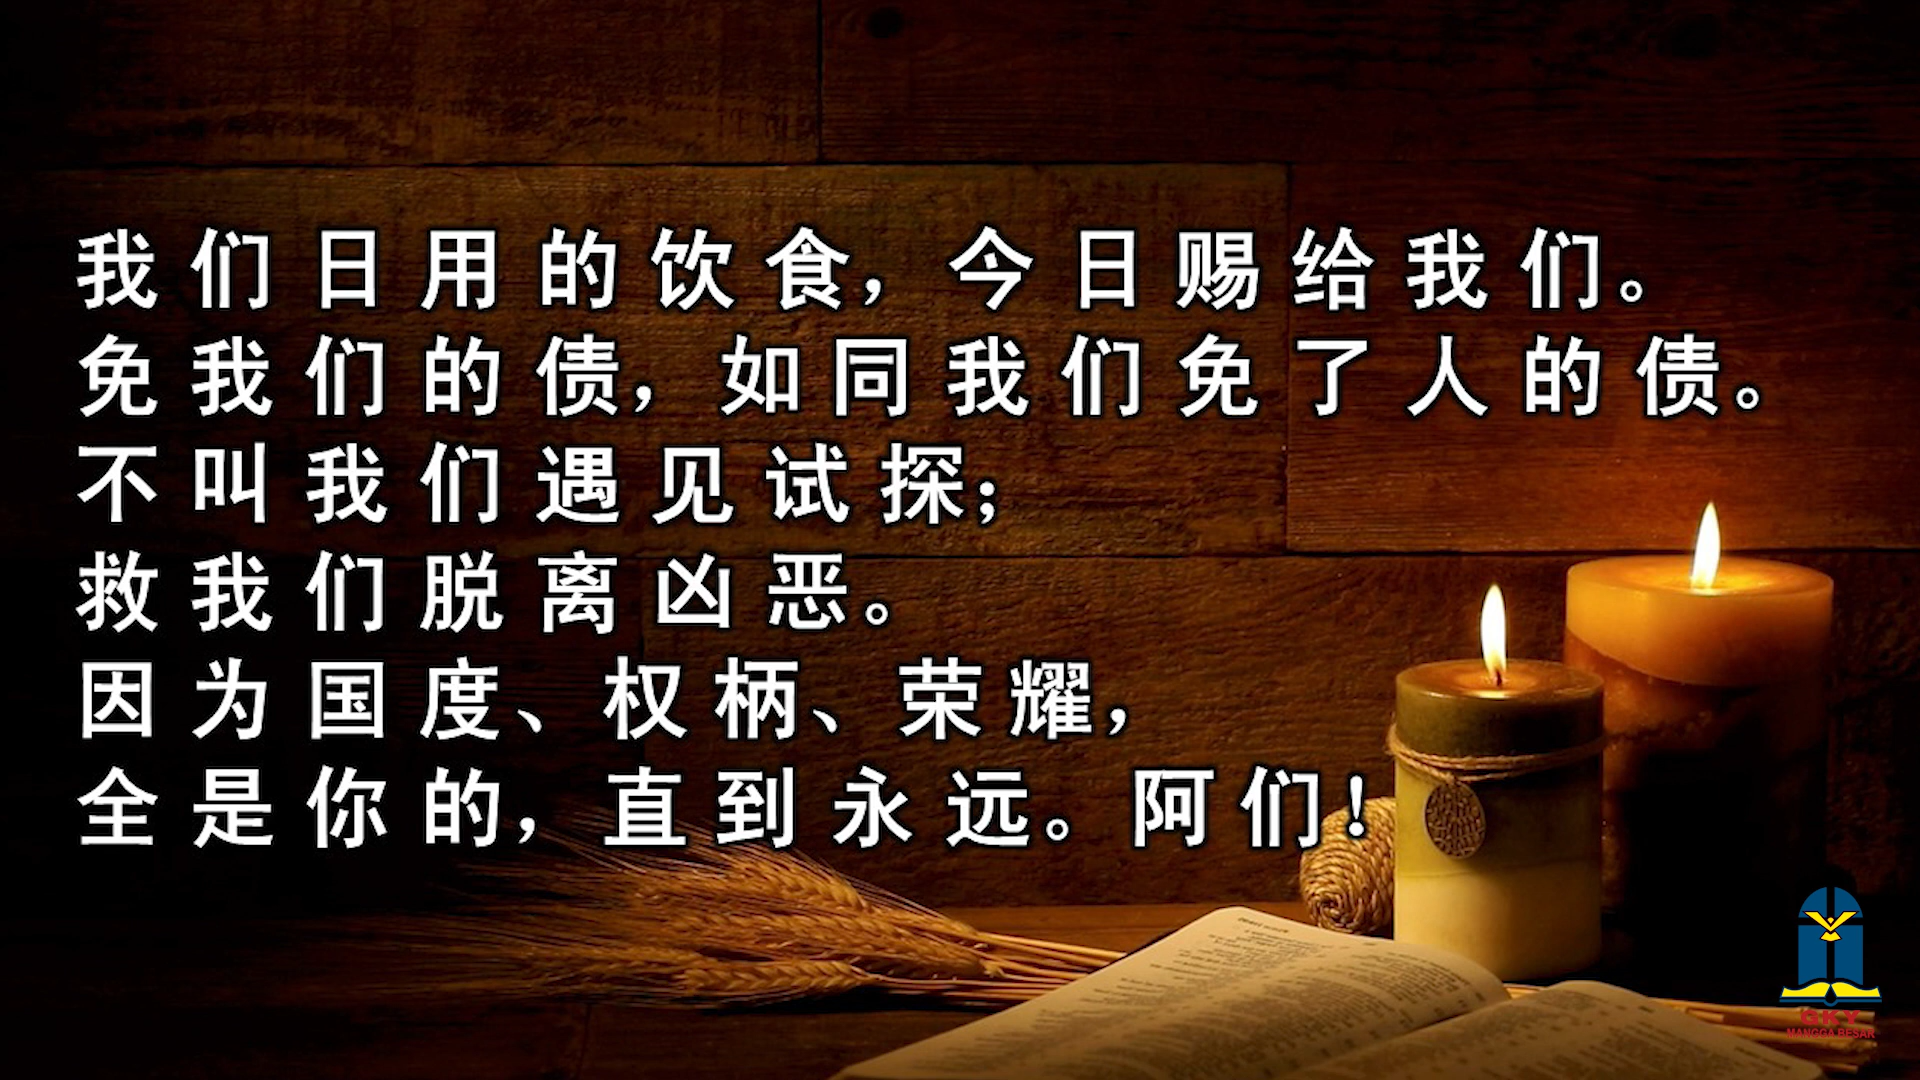 我们日用的饮食，今日赐给我们。
免我们的债，如同我们免了人的债。
不叫我们遇见试探；
救我们脱离凶恶。
因为国度、权柄、荣耀，
全是你的，直到永远。阿们！
GKY
MANGGA BESAR